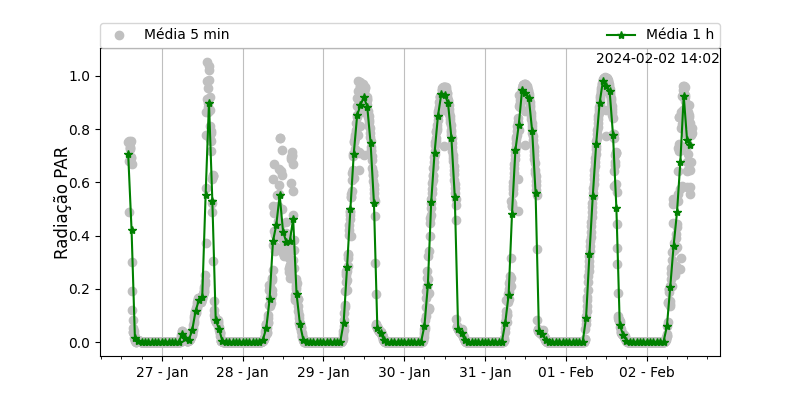 Média 5 min
Média 1 h
2024-02-02 14:02
Radiação PAR
1.0
0.8
0.6
0.4
0.2
0.0
27 - Jan
28 - Jan
29 - Jan
30 - Jan
31 - Jan
01 - Feb
02 - Feb